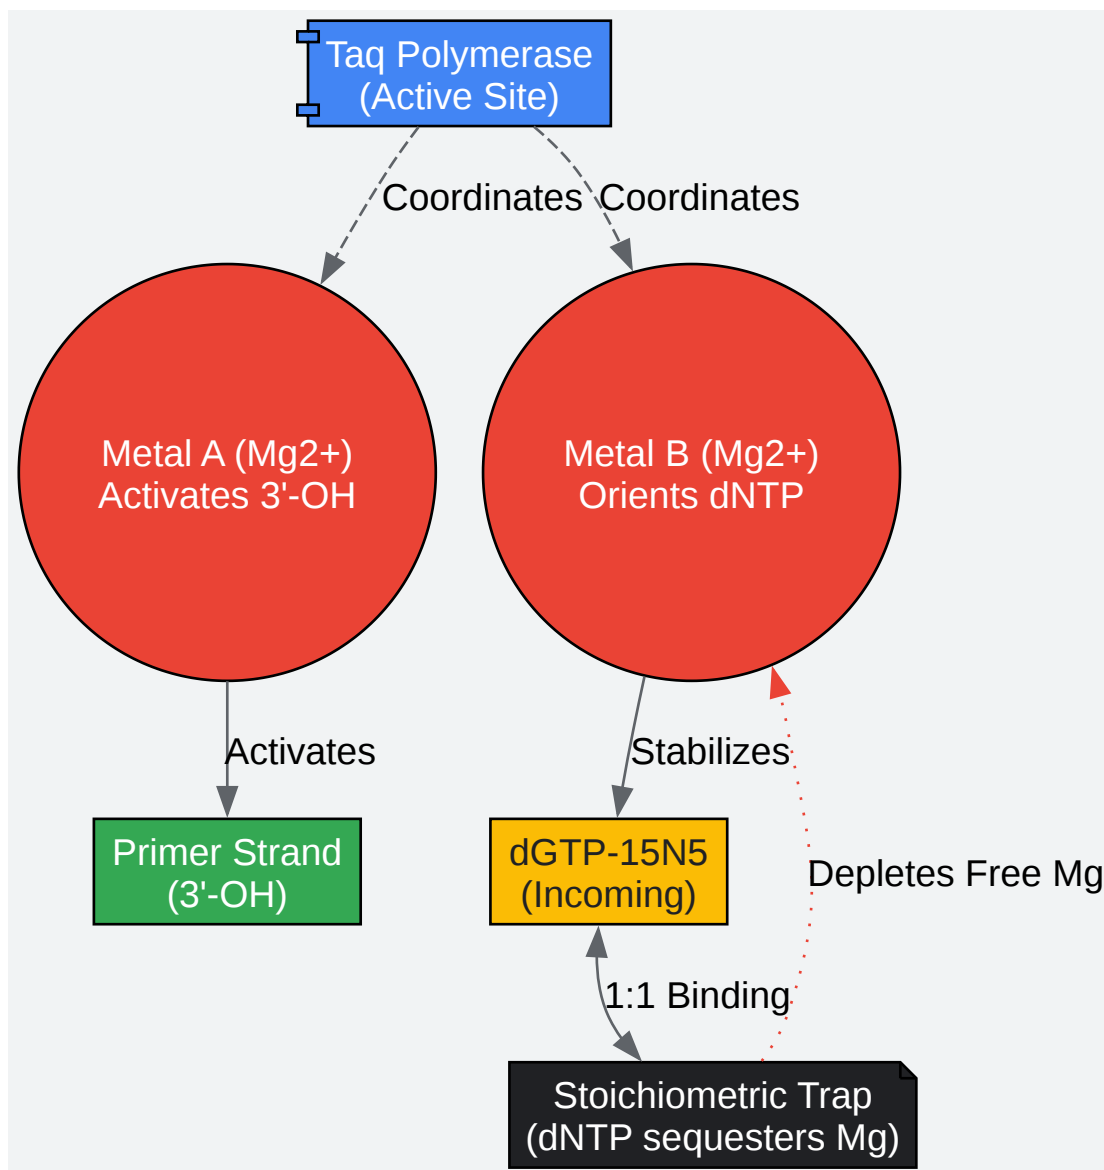 Taq Polymerase
(Active Site)
Coordinates
Coordinates
Metal A (Mg2+)
Activates 3'-OH
Metal B (Mg2+)
Orients dNTP
Activates
Stabilizes
Primer Strand
(3'-OH)
dGTP-15N5
(Incoming)
Depletes Free Mg
1:1 Binding
Stoichiometric Trap
(dNTP sequesters Mg)